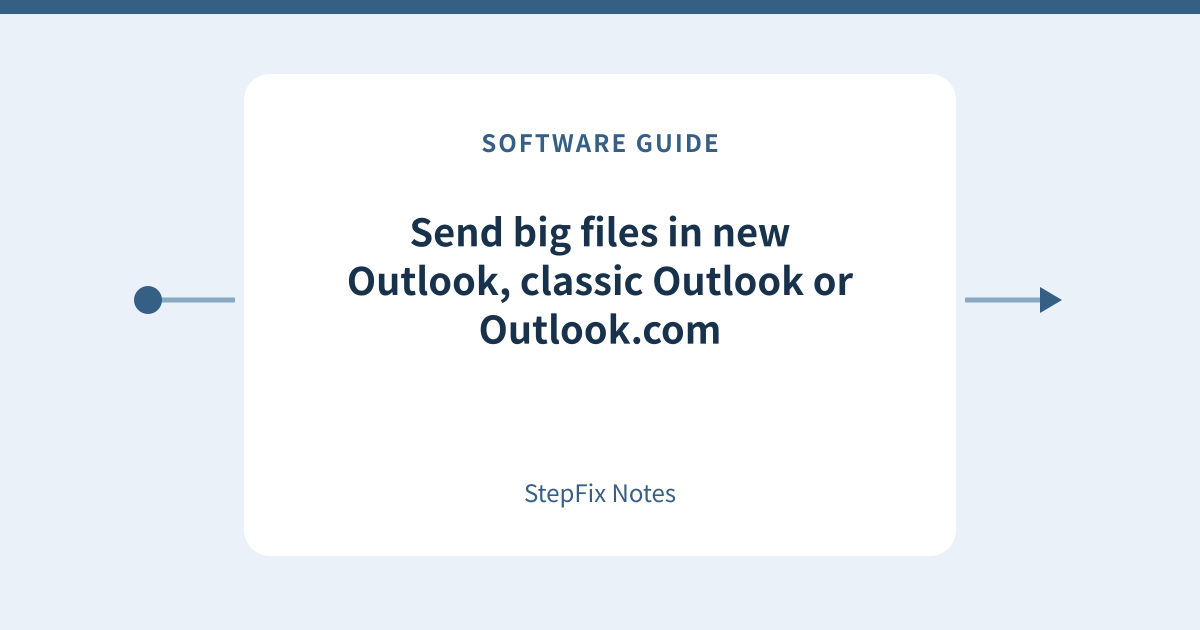 SOFTWARE GUIDE
Send big files in new
Outlook, classic Outlook or
Outlook.com
StepFix Notes